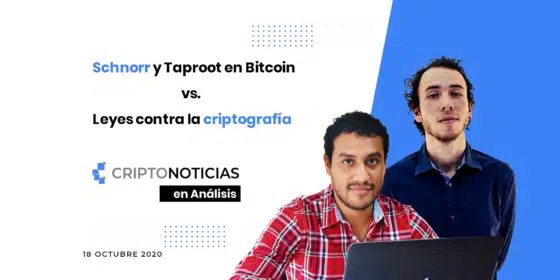 Schnorr y Taproot en Bitcoin
vs.
Leyes contra la criptografía
CRIPTONOTICIAS
en Análisis
18 OCTUBRE 2020